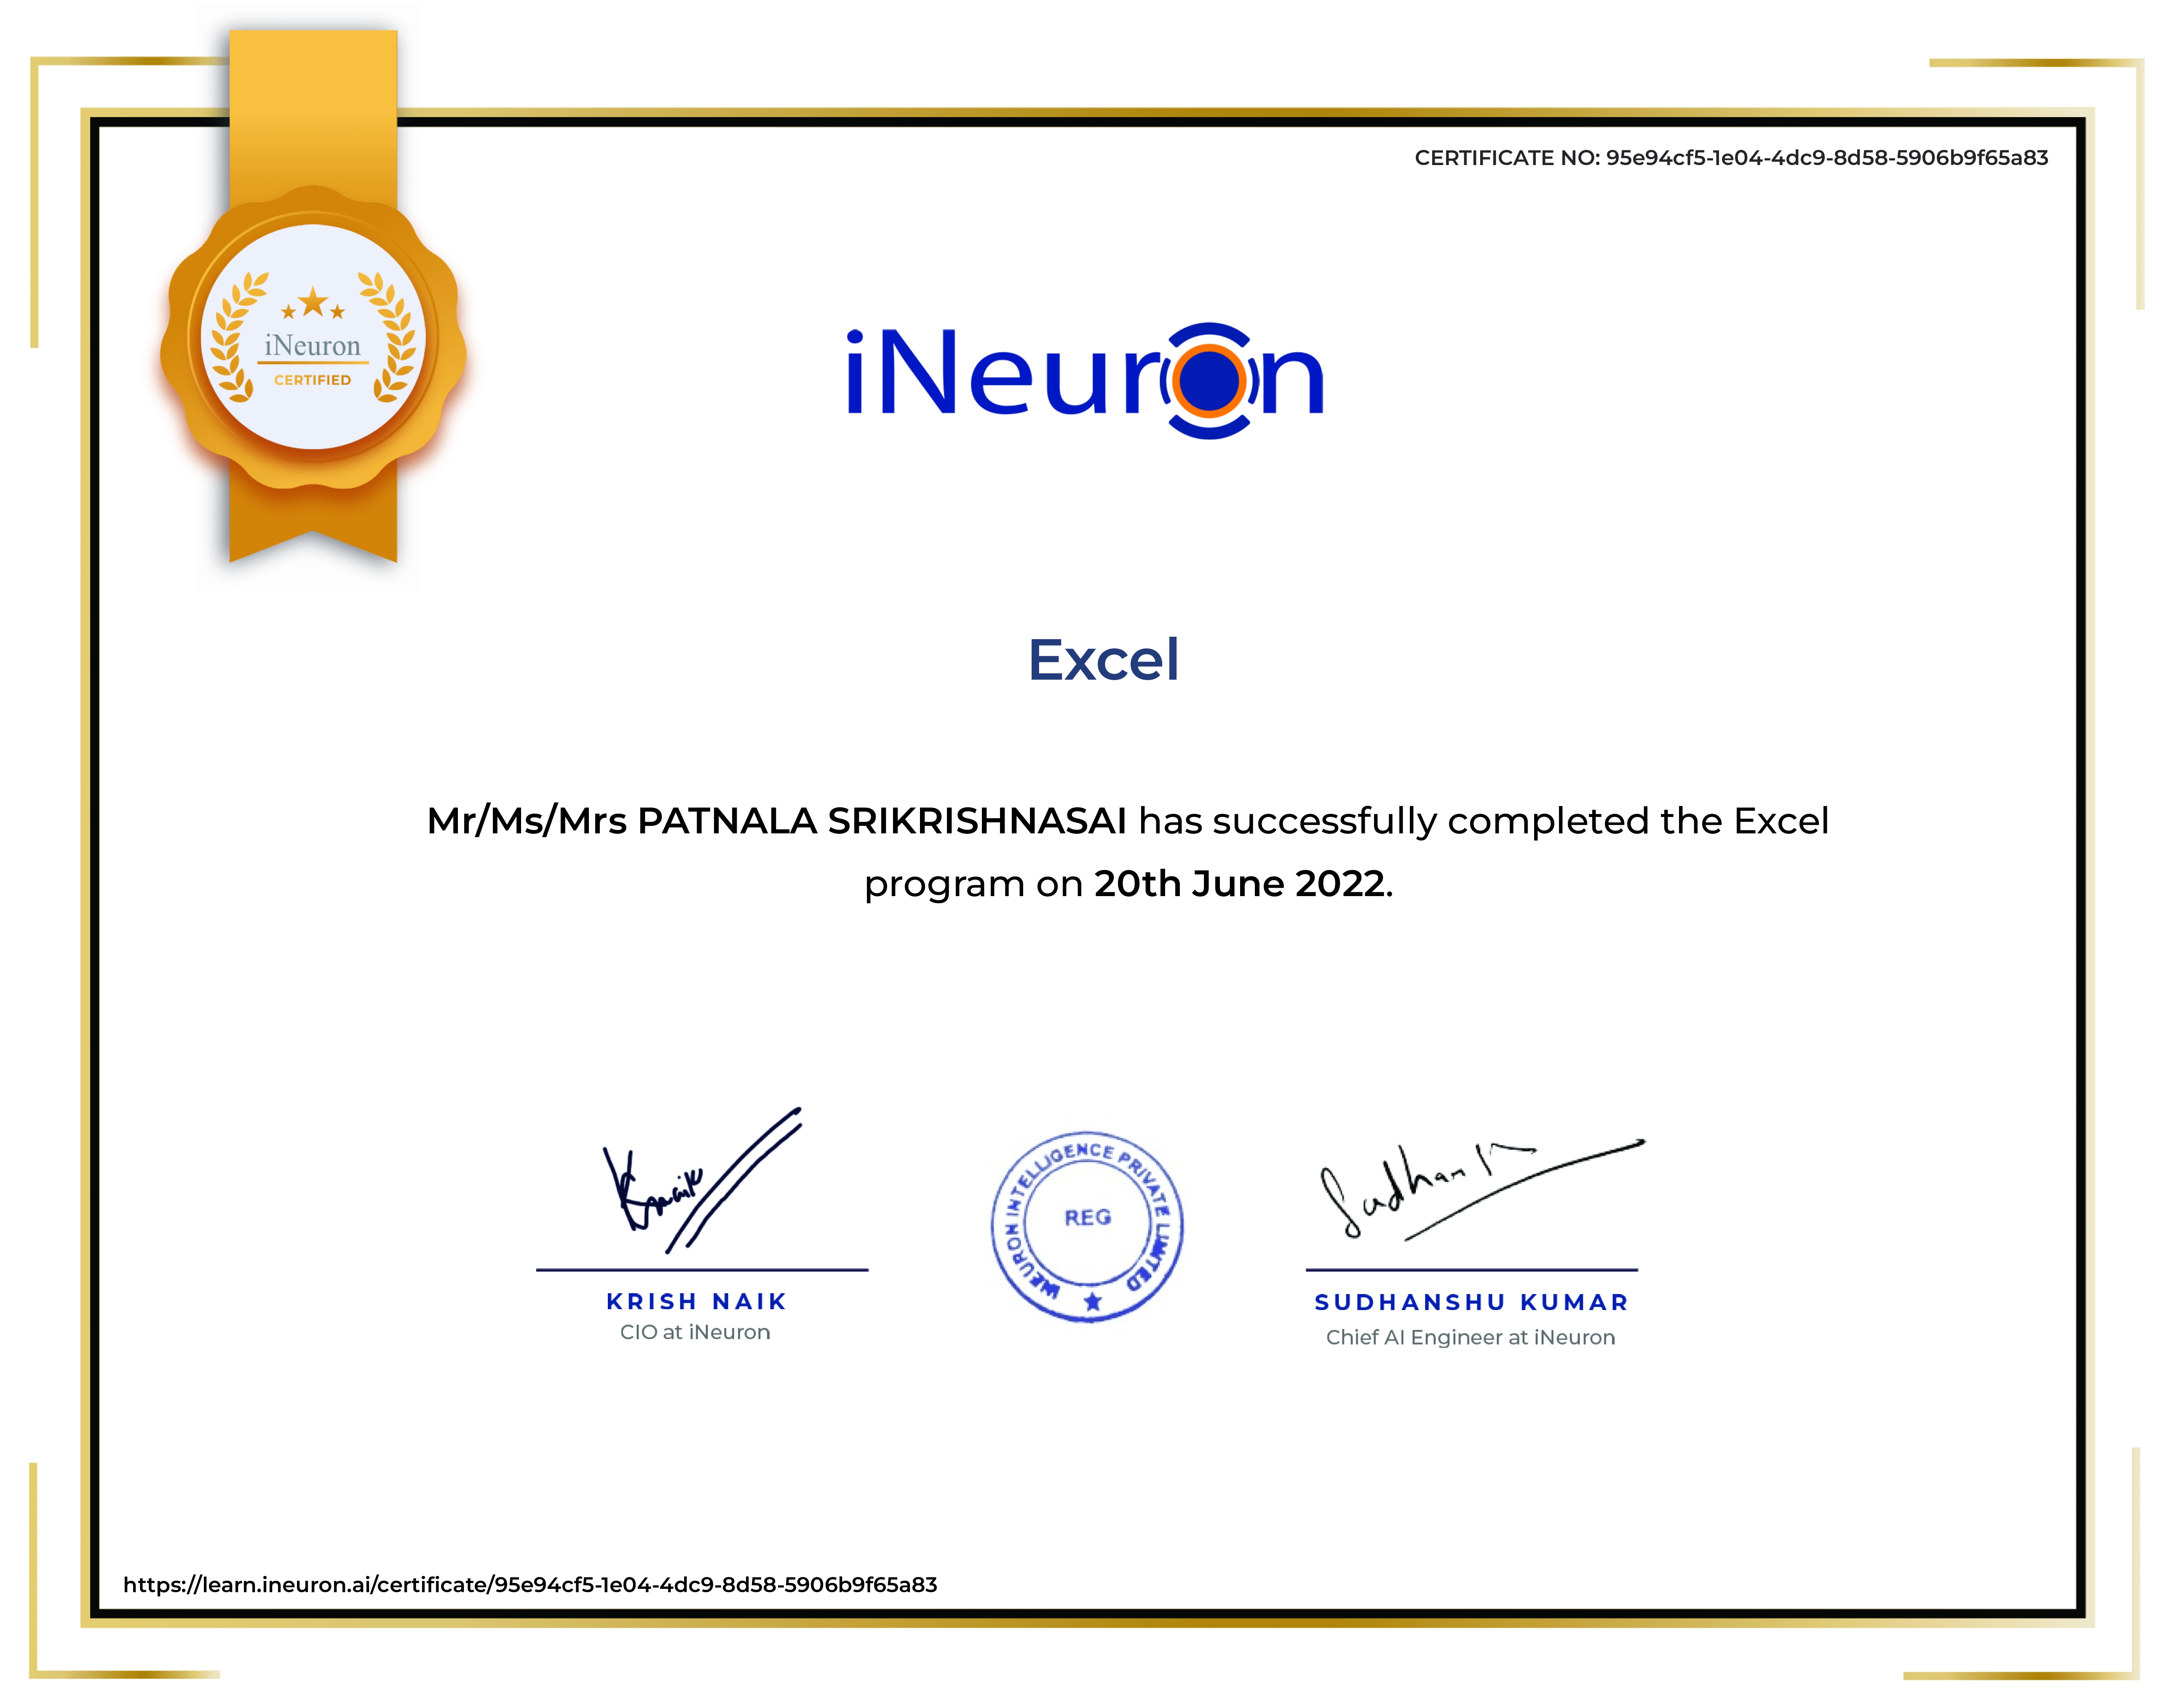 CERTIFICATE NO: 95e94cf5-1e04-4dc9-8d58-5906b9f65a83
iNeuron
CERTIFIED
iNeuron
Excel
Mr/Ms/Mrs PATNALA SRIKRISHNASAI has successfully completed the Excel
program on 20th June 2022.
Knaik
Sudhan K
INEURON INTELLIGENCE PRIVATE LIMITED
REG
KRISH NAIK
CIO at iNeuron
SUDHANSHU KUMAR
Chief AI Engineer at iNeuron
https://learn.ineuron.ai/certificate/95e94cf5-1e04-4dc9-8d58-5906b9f65a83